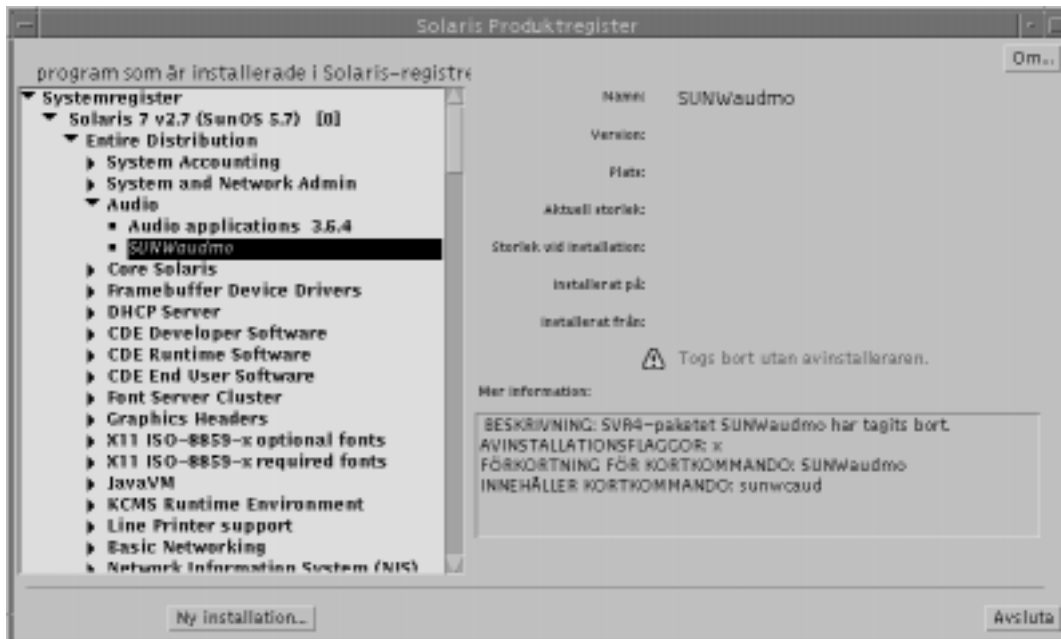 Solaris Produktregister
Om...
program som är installerade i Solaris-registre
Systemregister
Solaris 7 v2.7 (SunOS 5.7) [0]
Entire Distribution
System Accounting
System and Network Admin
Audio
Audio applications 3.6.4
SUNWaudmo
Core Solaris
Framebuffer Device Drivers
DHCP Server
CDE Developer Software
CDE Runtime Software
CDE End User Software
Font Server Cluster
Graphics Headers
X11 ISO-8859-x optional fonts
X11 ISO-8859-x required fonts
JavaVM
KCMS Runtime Environment
Line Printer support
Basic Networking
Network Information System (NIS)
Namn: SUNWaudmo
Version:
Plats:
Aktuell storlek:
Storlek vid installation:
Installerat på:
Installerat från:
Togs bort utan avinstalleraren.
Mer information:
BESKRIVNING: SVR4-paketet SUNWaudmo har tagits bort.
AVINSTALLATIONSFLAGGOR: x
FÖRKORTNING FÖR KORTKOMMANDO: SUNWaudmo
INNEHÅLLER KORTKOMMANDO: sunwcaud
Ny installation...
Avsluta